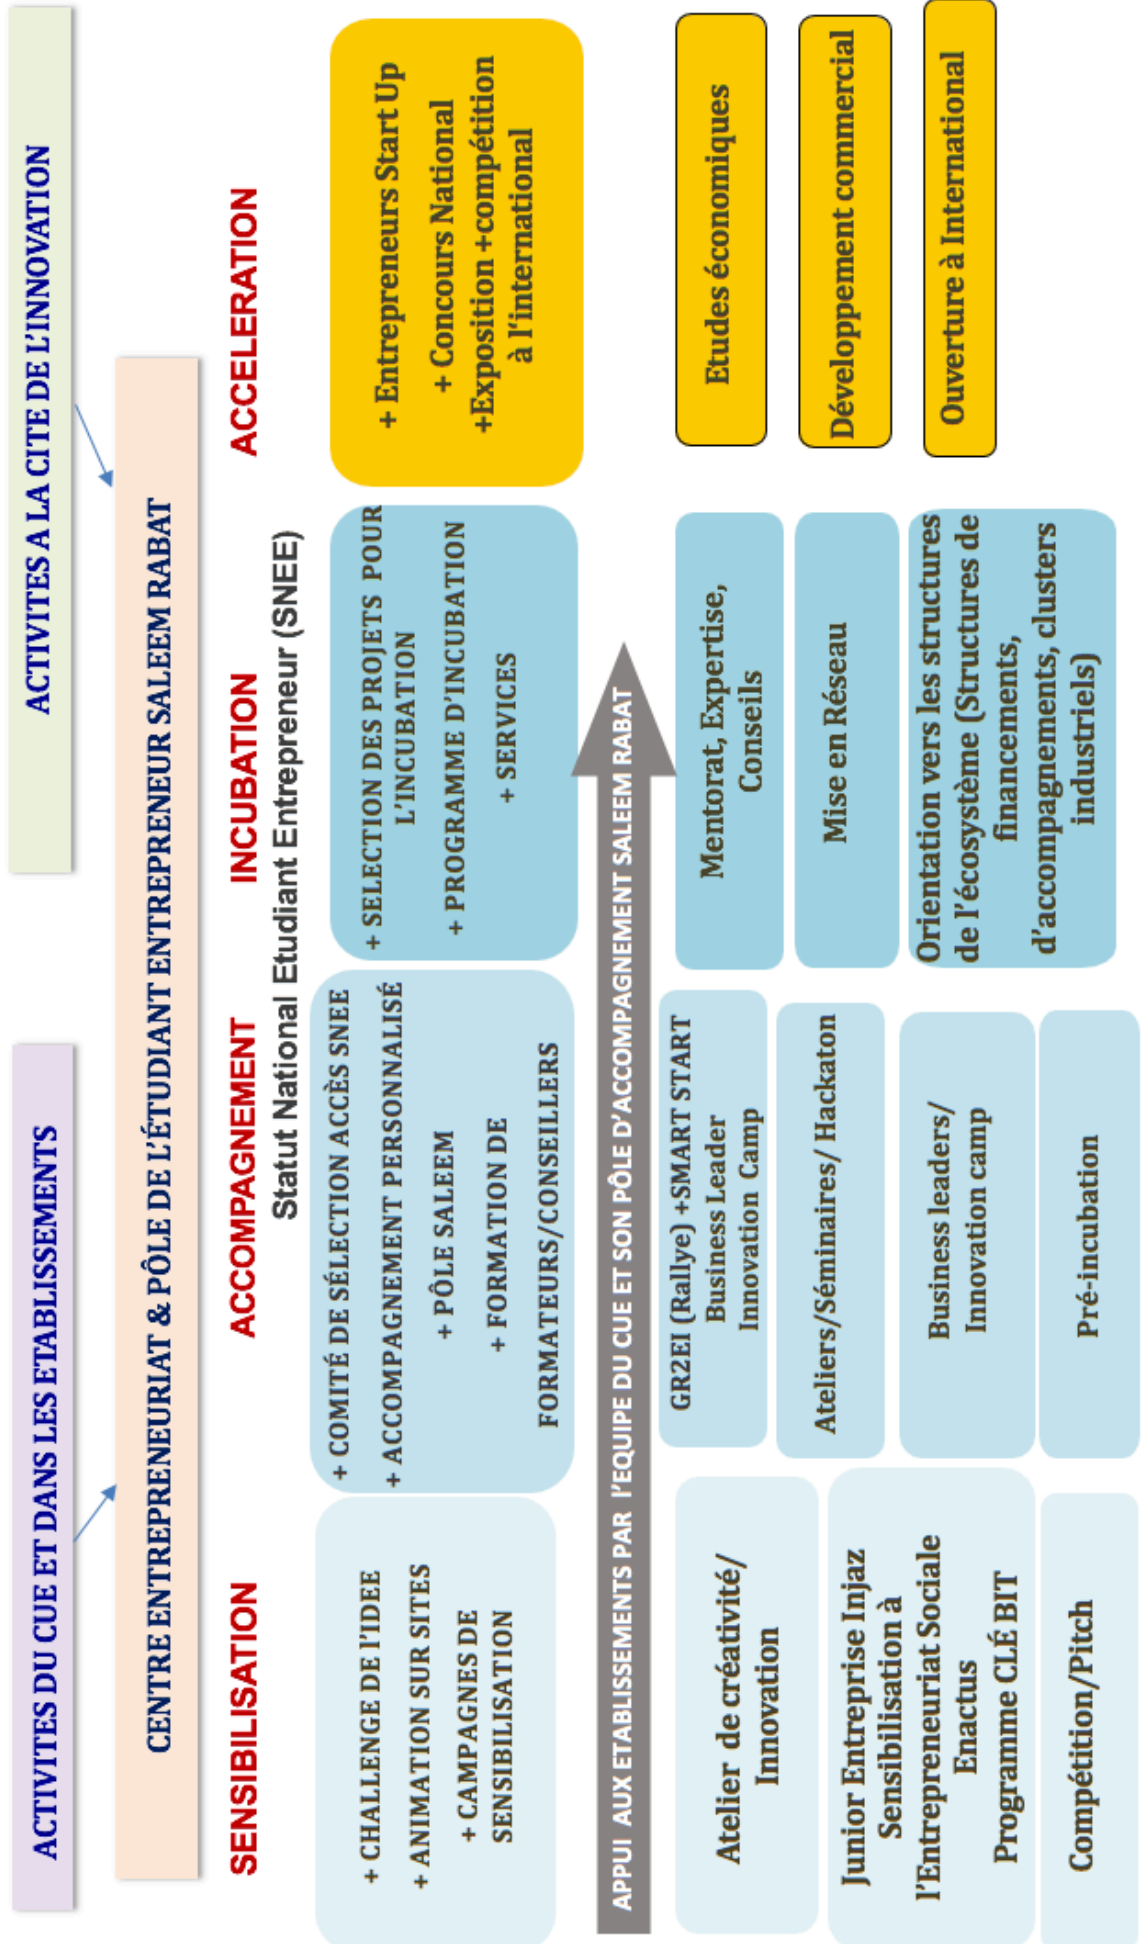 ACTIVITES DU CUE ET DANS LES ETABLISSEMENTS
ACTIVITES A LA CITE DE L'INNOVATION
CENTRE ENTREPRENEURIAT & PÔLE DE L'ÉTUDIANT ENTREPRENEUR SALEEM RABAT
SENSIBILISATION
ACCOMPAGNEMENT
INCUBATION
ACCELERATION
Statut National Etudiant Entrepreneur (SNEE)
+ CHALLENGE DE l'IDEE
+ ANIMATION SUR SITES
+ CAMPAGNES DE
SENSIBILISATION
+ COMITÉ DE SÉLECTION ACCÈS SNEE
+ ACCOMPAGNEMENT PERSONNALISÉ
+ PÔLE SALEEM
+ FORMATION DE
FORMATEURS/CONSEILLERS
+ SELECTION DES PROJETS POUR
L'INCUBATION
+ PROGRAMME D'INCUBATION
+ SERVICES
+ Entrepreneurs Start Up
+ Concours National
+Exposition +compétition
à l'international
APPUI AUX ETABLISSEMENTS PAR l'EQUIPE DU CUE ET SON PÔLE D'ACCOMPAGNEMENT SALEEM RABAT
Atelier de créativité/
Innovation
Junior Entreprise Injaz
Sensibilisation à
l'Entrepreneuriat Sociale
Enactus
Programme CLÉ BIT
Compétition/Pitch
GR2EI (Rallye) +SMART START
Business Leader
Innovation Camp
Ateliers/Séminaires/ Hackaton
Business leaders/
Innovation camp
Pré-incubation
Mentorat, Expertise,
Conseils
Mise en Réseau
Orientation vers les structures
de l'écosystème (Structures de
financements,
d'accompagnements, clusters
industriels)
Etudes économiques
Développement commercial
Ouverture à International